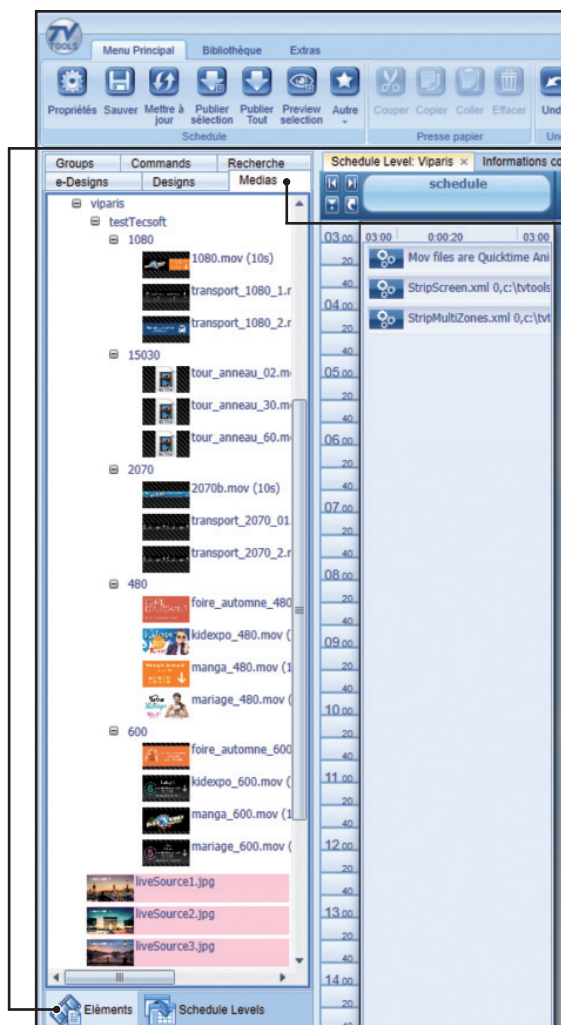 TV
TOOLS
Menu Principal Bibliothèque Extras
Propriétés Sauver Mettre à jour Publier sélection Publier Tout Preview selection Autre Couper Copier Coller Effacer Und
Schedule Presse papier Un
Groups Commands Recherche
e-Designs Designs Medias
Schedule Level: Viparis × Informations co
schedule
viparis
testTecsoft
1080
1080.mov (10s)
transport_1080_1.r
transport_1080_2.r
15030
tour_anneau_02.m
tour_anneau_30.m
tour_anneau_60.m
2070
2070b.mov (10s)
transport_2070_01
transport_2070_2.r
480
foire_automne_480
kidexpo_480.mov (
manga_480.mov (1
mariage_480.mov (
600
foire_automne_600
kidexpo_600.mov (
manga_600.mov (1
mariage_600.mov (
liveSource1.jpg
liveSource2.jpg
liveSource3.jpg
Eléments Schedule Levels
03:00 0:00:20 03:00
Mov files are Quicktime Ani
StripScreen.xml 0,c:\tvtools
StripMultiZones.xml 0,c:\tvt
03 00
20
40
04 00
20
40
05 00
20
40
06 00
20
40
07 00
20
40
08 00
20
40
09 00
20
40
10 00
20
40
11 00
20
40
12 00
20
40
13 00
20
40
14 00
20
40